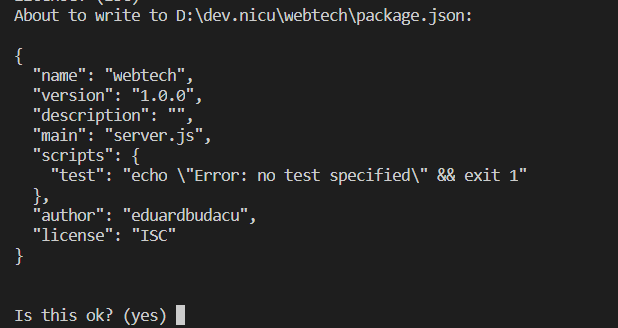 About to write to D:\dev.nicu\webtech\package.json:
{
"name": "webtech",
"version": "1.0.0",
"description": "",
"main": "server.js",
"scripts": {
"test": "echo \"Error: no test specified\" && exit 1"
},
"author": "eduardbudacu",
"license": "ISC"
}
Is this ok? (yes)